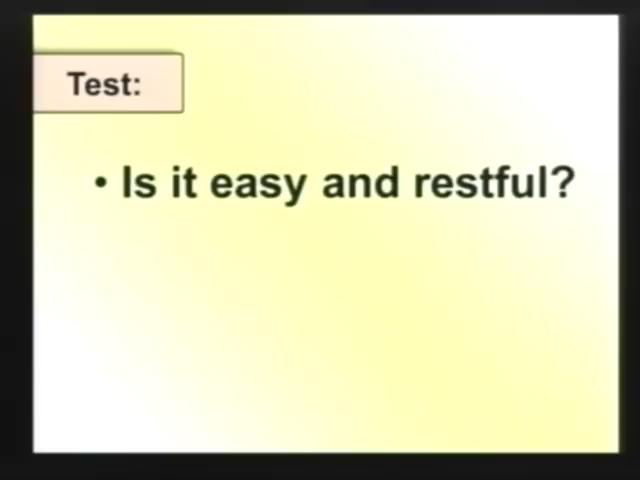 Test:
• Is it easy and restful?